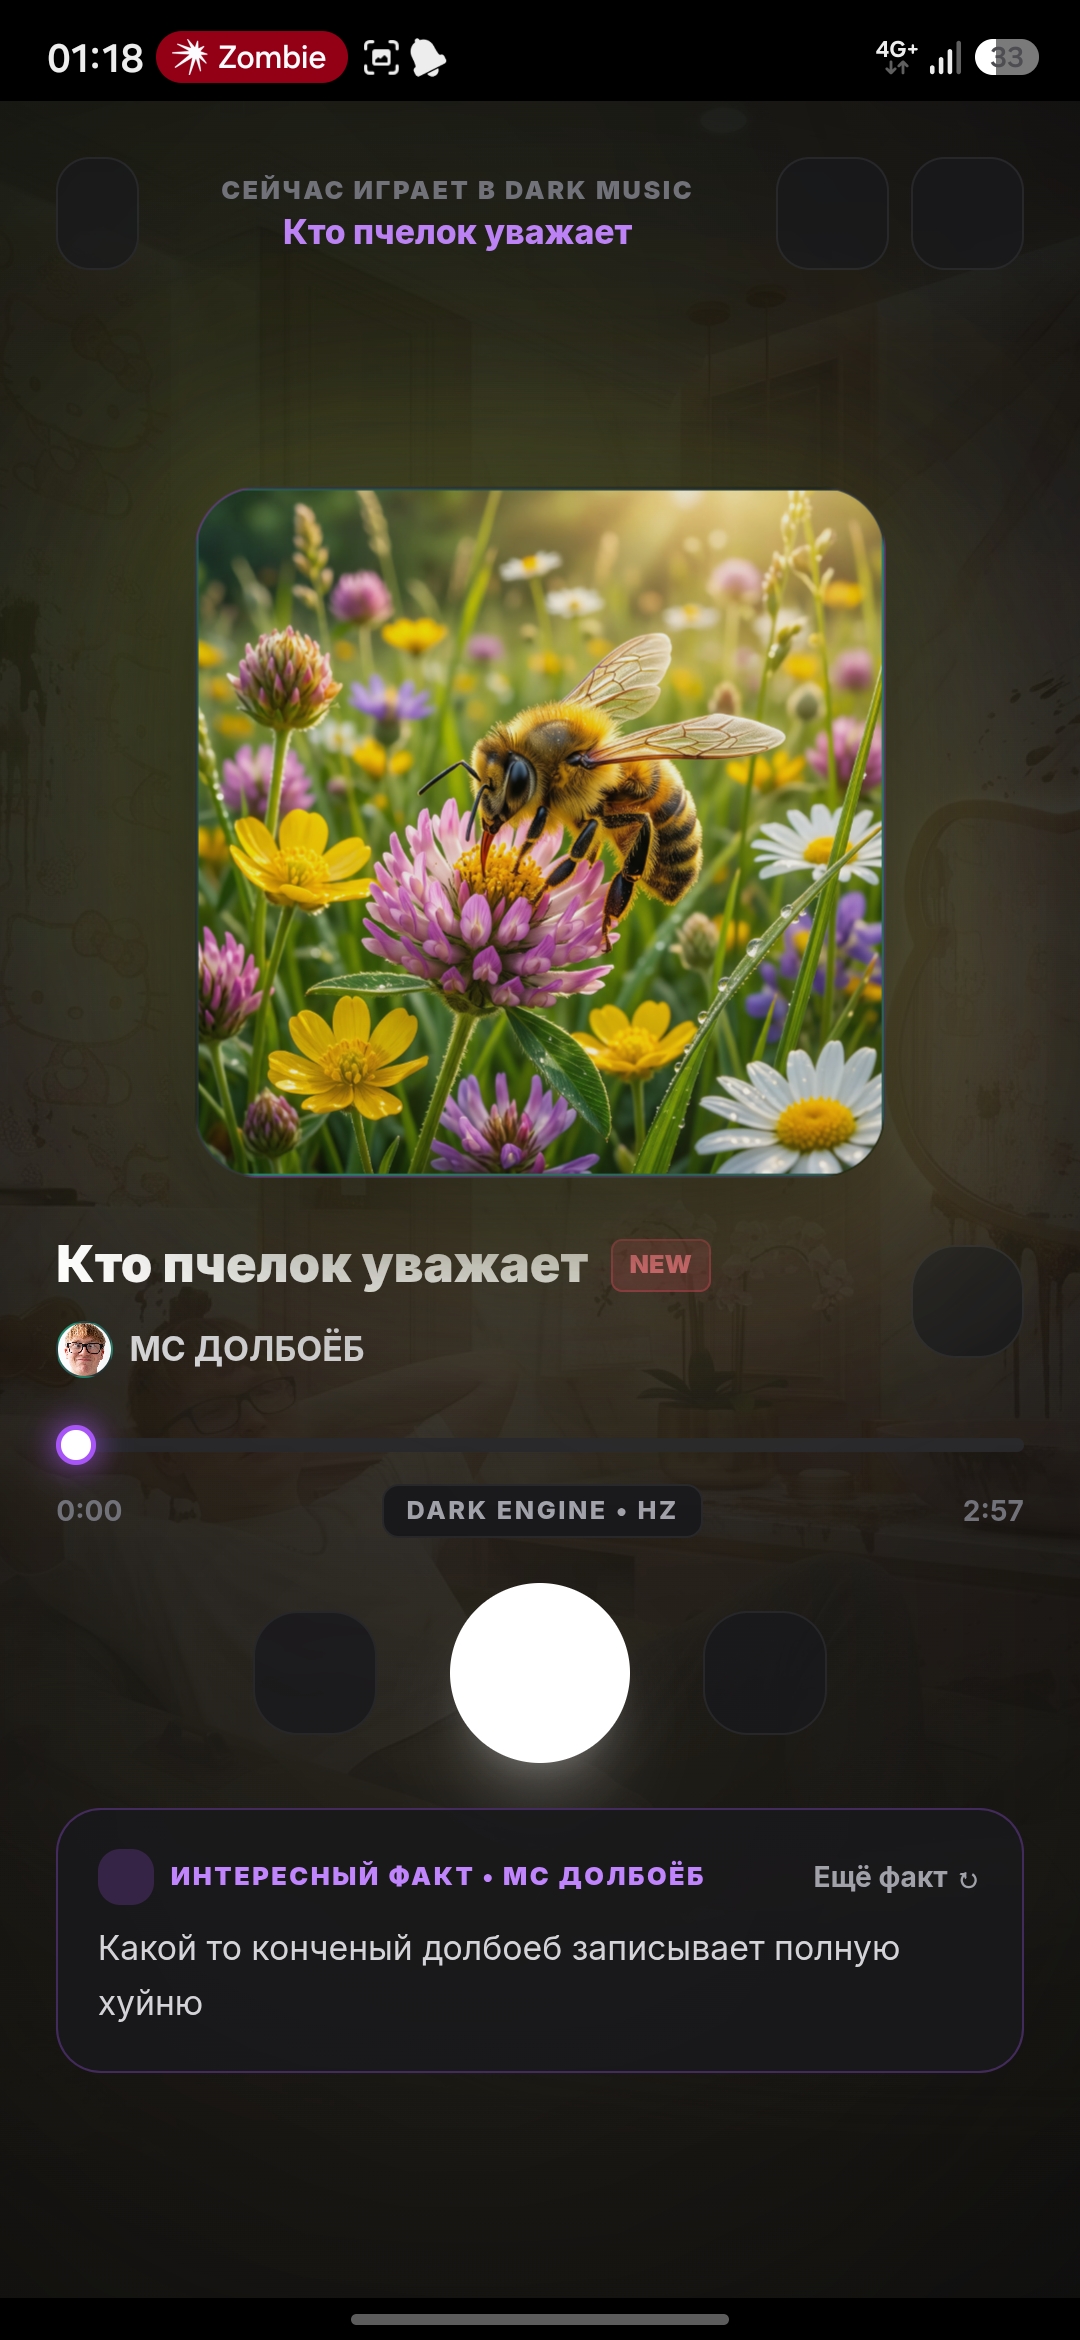 01:18
Zombie
4G+
33
СЕЙЧАС ИГРАЕТ В DARK MUSIC
Кто пчелок уважает
Кто пчелок уважает
NEW
МС ДОЛБОЁБ
0:00
DARK ENGINE • HZ
2:57
ИНТЕРЕСНЫЙ ФАКТ • МС ДОЛБОЁБ
Ещё факт ↻
Какой то конченый долбоеб записывает полную
хуйню